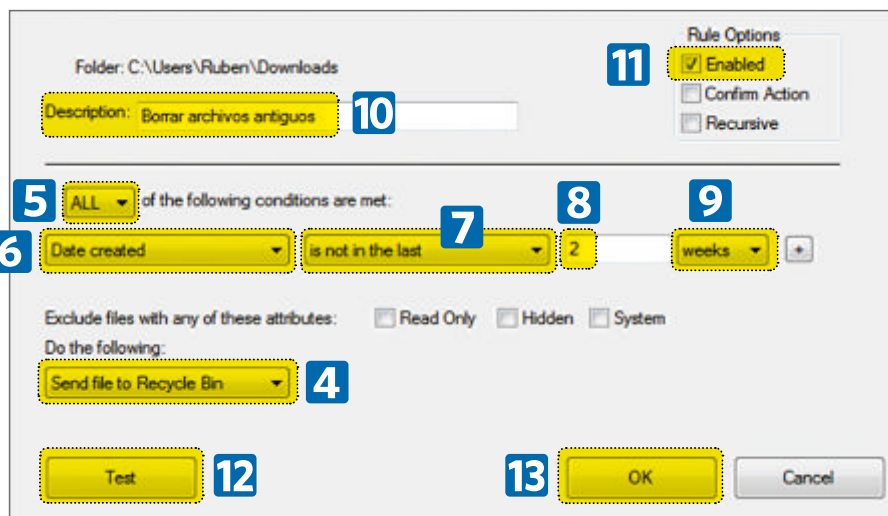 Rule Options
Folder: C:\Users\Ruben\Downloads
11 Enabled
Description: Borrar archivos antiguos 10
Confirm Action
Recursive
5 ALL of the following conditions are met:
6 Date created is not in the last 7 2 8 weeks 9 +
Exclude files with any of these attributes: Read Only Hidden System
Do the following:
Send file to Recycle Bin 4
Test 12 13 OK Cancel